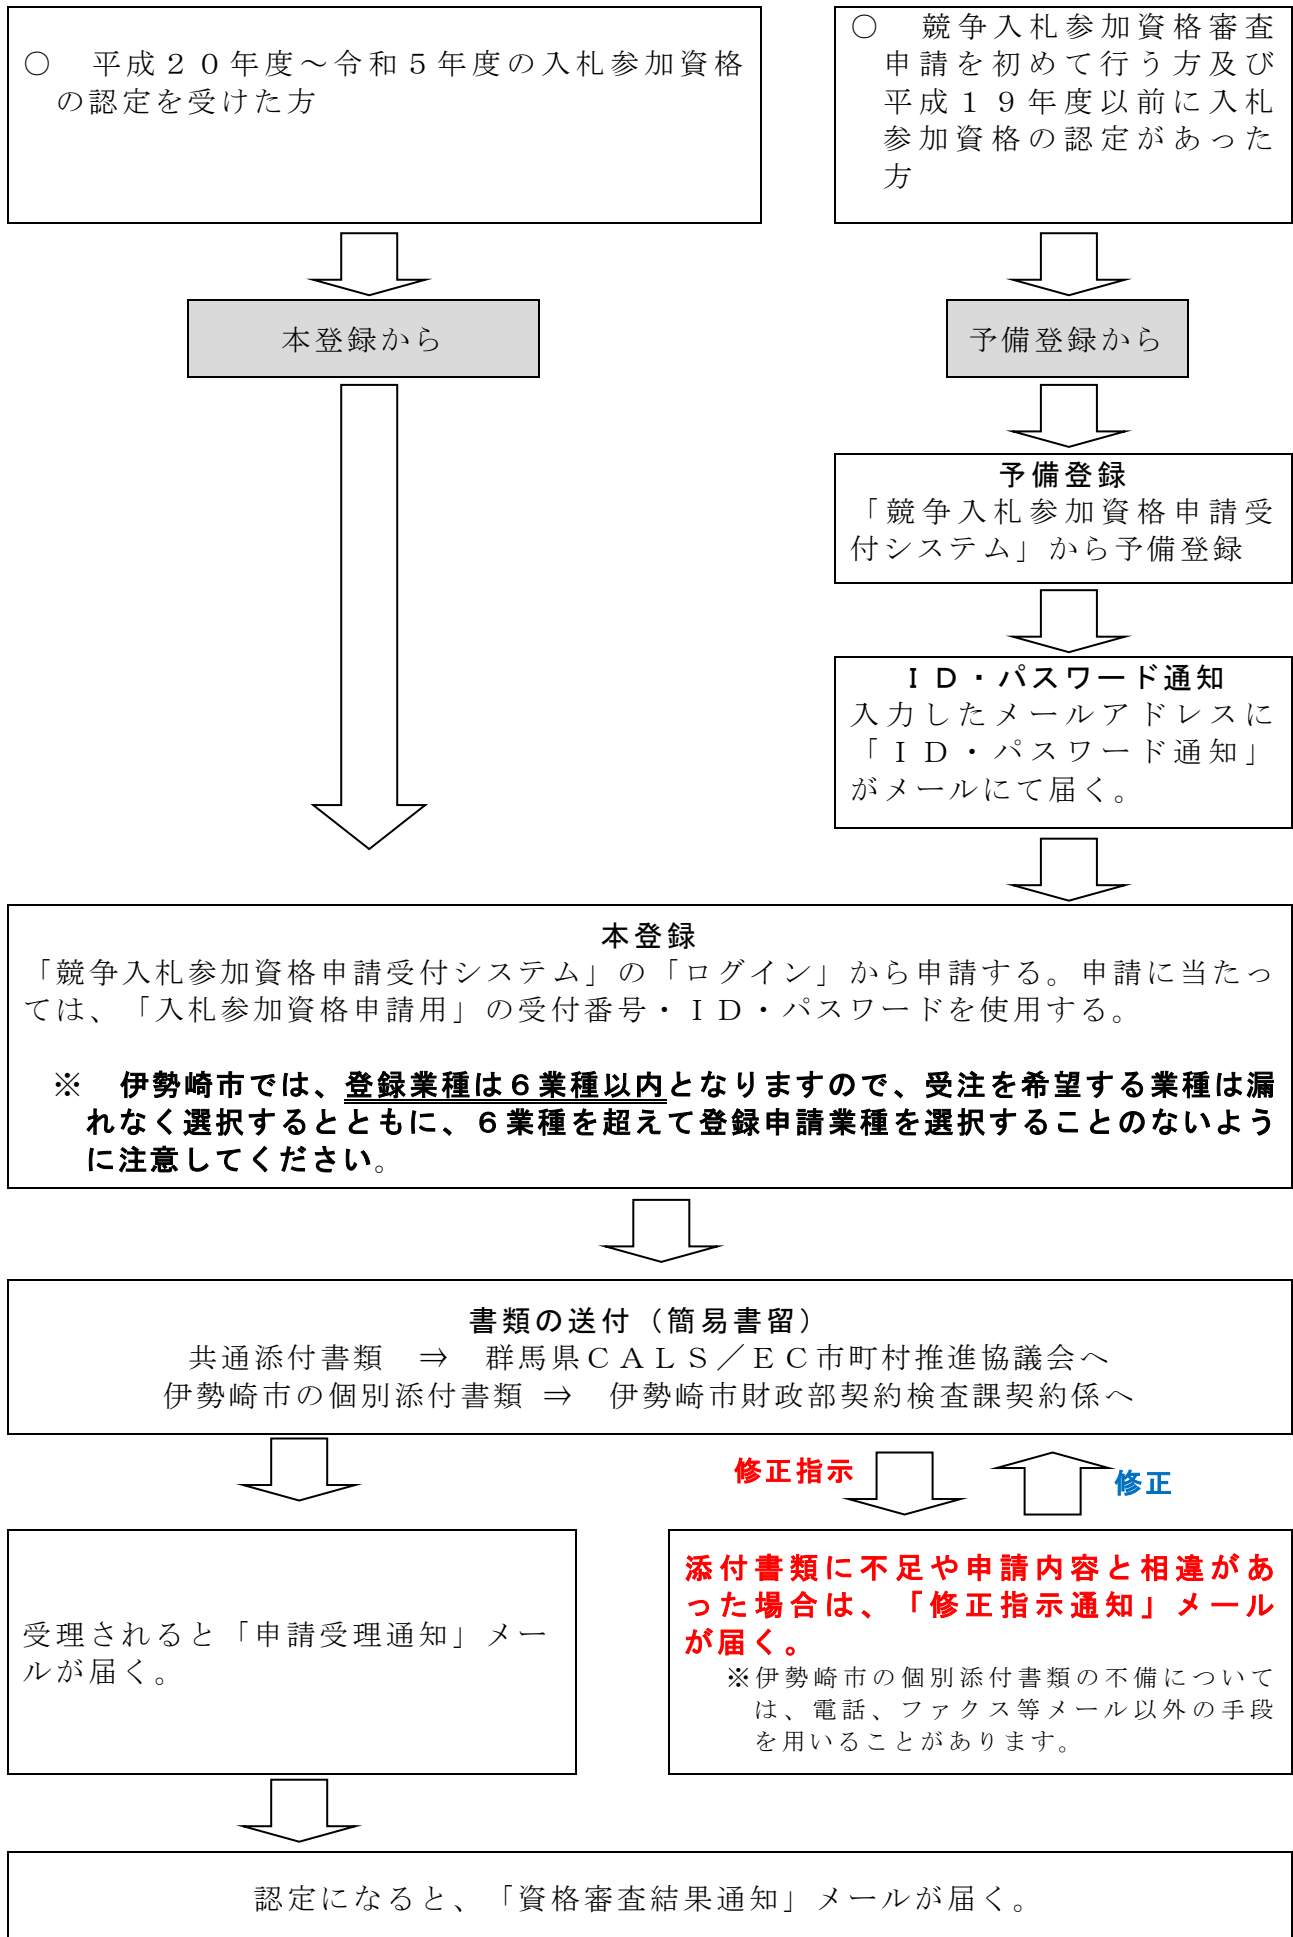 ○　平成２０年度～令和５年度の入札参加資格
の認定を受けた方
○　競争入札参加資格審査
申請を初めて行う方及び
平成１９年度以前に入札
参加資格の認定があった
方
本登録から
予備登録から
予備登録
「競争入札参加資格申請受
付システム」から予備登録
ＩＤ・パスワード通知
入力したメールアドレスに
「ＩＤ・パスワード通知」
がメールにて届く。
本登録
「競争入札参加資格申請受付システム」の「ログイン」から申請する。申請に当たっ
ては、「入札参加資格申請用」の受付番号・ＩＤ・パスワードを使用する。
※　伊勢崎市では、登録業種は６業種以内となりますので、受注を希望する業種は漏
れなく選択するとともに、６業種を超えて登録申請業種を選択することのないよう
に注意してください。
書類の送付（簡易書留）
共通添付書類　⇒　群馬県ＣＡＬＳ／ＥＣ市町村推進協議会へ
伊勢崎市の個別添付書類 ⇒　伊勢崎市財政部契約検査課契約係へ
修正指示
修正
受理されると「申請受理通知」メー
ルが届く。
添付書類に不足や申請内容と相違があ
った場合は、「修正指示通知」メール
が届く。
※伊勢崎市の個別添付書類の不備について
は、電話、ファクス等メール以外の手段
を用いることがあります。
認定になると、「資格審査結果通知」メールが届く。